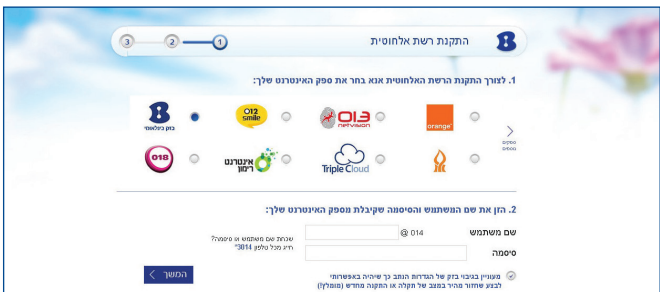 התקנת רשת אלחוטית
1 2 3
1. לצורך התקנת הרשת האלחוטית אנא בחר את ספק האינטרנט שלך:
orange
013
netvision
012
smile
בזק בינלאומי
ספקים
נוספים
Triple Cloud
אינטרנט
רימון
018
2. הזן את שם המשתמש והסיסמה שקיבלת מספק האינטרנט שלך:
שם משתמש
@ 014
סיסמה
שכחת שם משתמש או סיסמה?
חייג מכל טלפון 3014*
מעוניין בגיבוי בזק של הגדרות הנתב כך שיהיה באפשרותי
לבצע שחזור מהיר במצב של תקלה או התקנה מחדש (מומלץ!)
המשך